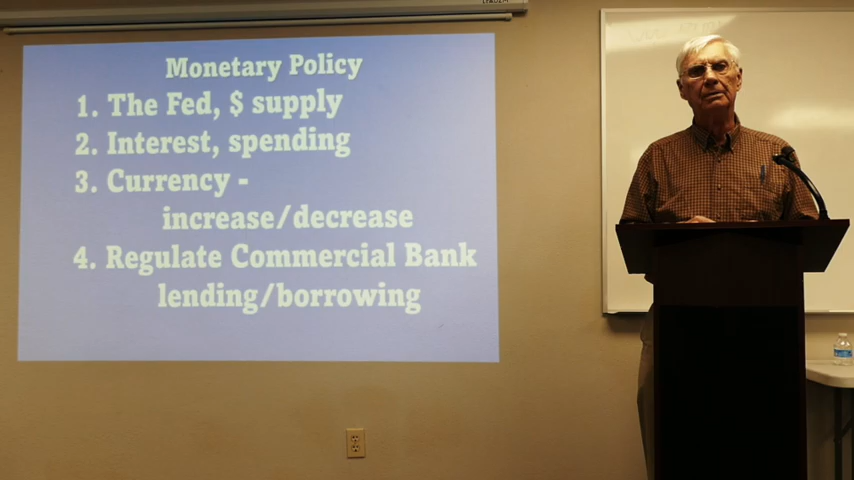 Monetary Policy
1. The Fed, $ supply
2. Interest, spending
3. Currency -
increase/decrease
4. Regulate Commercial Bank
lending/borrowing